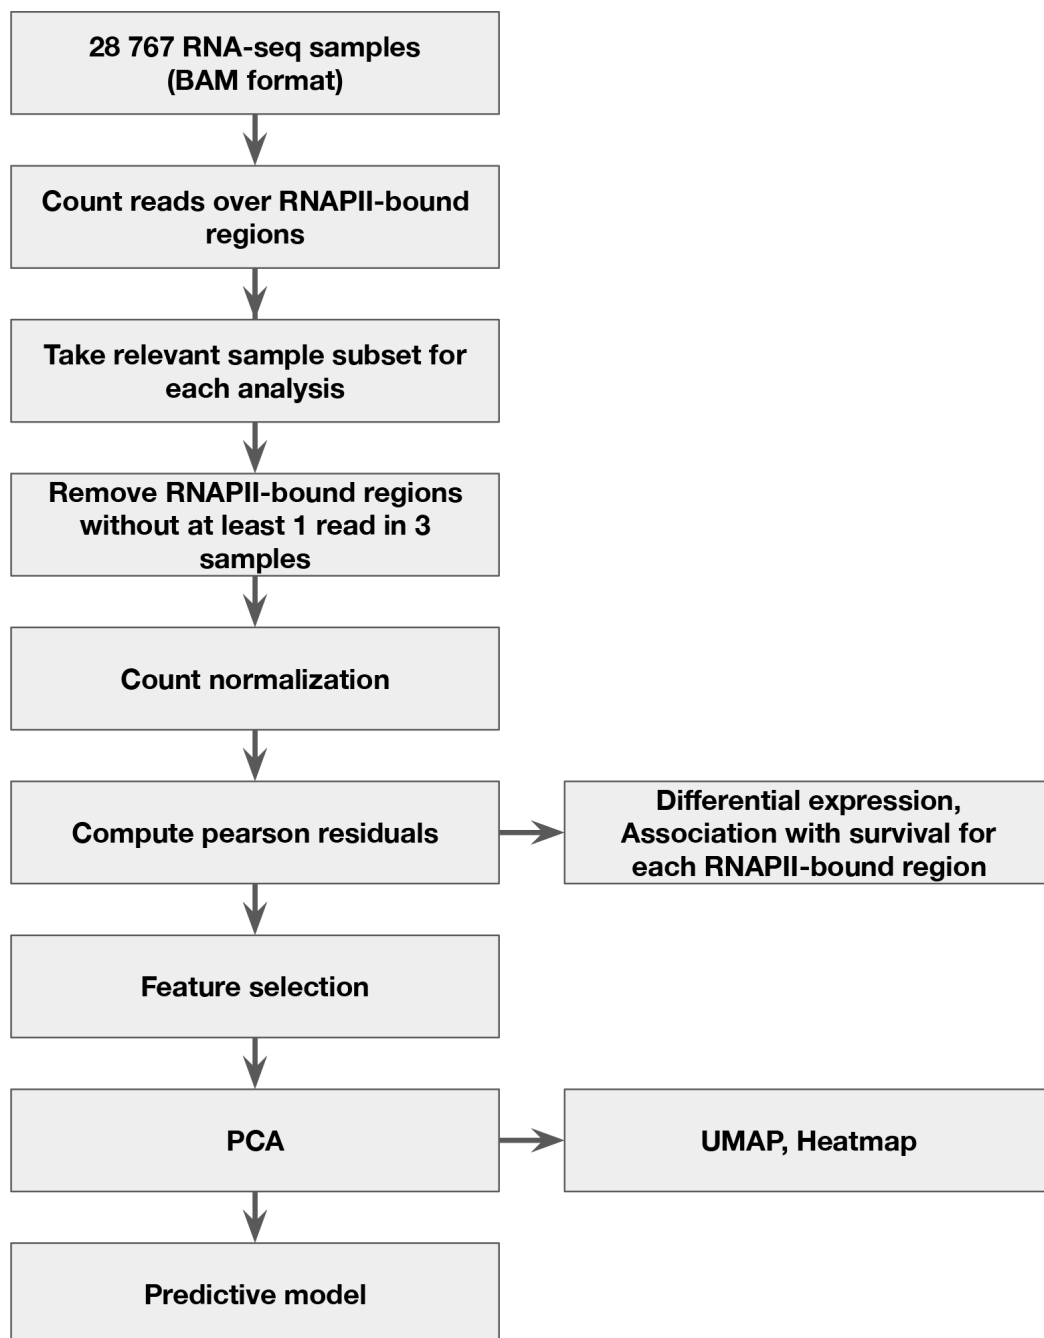 28 767 RNA-seq samples
(BAM format)
Count reads over RNAPII-bound
regions
Take relevant sample subset for
each analysis
Remove RNAPII-bound regions
without at least 1 read in 3
samples
Count normalization
Compute pearson residuals
Differential expression,
Association with survival for
each RNAPII-bound region
Feature selection
PCA
UMAP, Heatmap
Predictive model